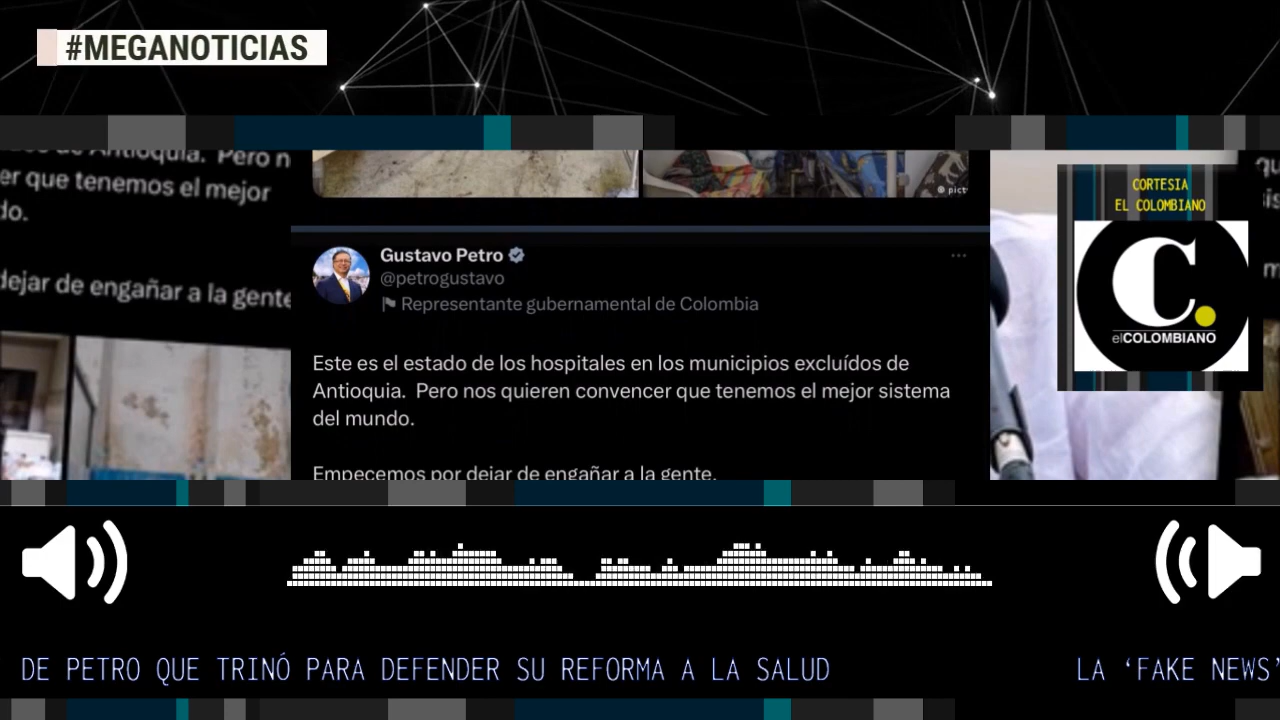 #MEGANOTICIAS
Antioquia. Pero n
er que tenemos el mejor
do.
dejar de engañar a la gente
Gustavo Petro
@petrogustavo
Representante gubernamental de Colombia
Este es el estado de los hospitales en los municipios excluídos de
Antioquia. Pero nos quieren convencer que tenemos el mejor sistema
del mundo.
Empecemos por dejar de engañar a la gente.
CORTESIA
EL COLOMBIANO
C.
elCOLOMBIANO
DE PETRO QUE TRINÓ PARA DEFENDER SU REFORMA A LA SALUD
LA ‘FAKE NEWS’